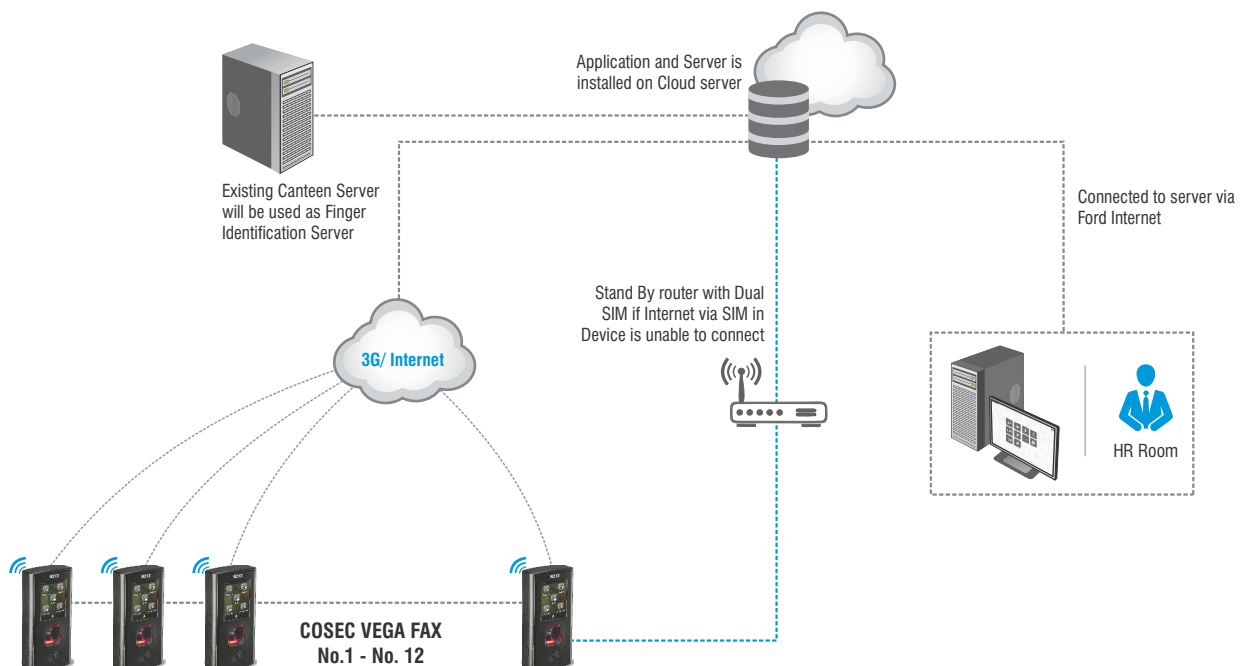 Application and Server is
installed on Cloud server
Existing Canteen Server
will be used as Finger
Identification Server
Connected to server via
Ford Internet
Stand By router with Dual
SIM if Internet via SIM in
Device is unable to connect
3G/ Internet
HR Room
COSEC VEGA FAX
No.1 - No. 12